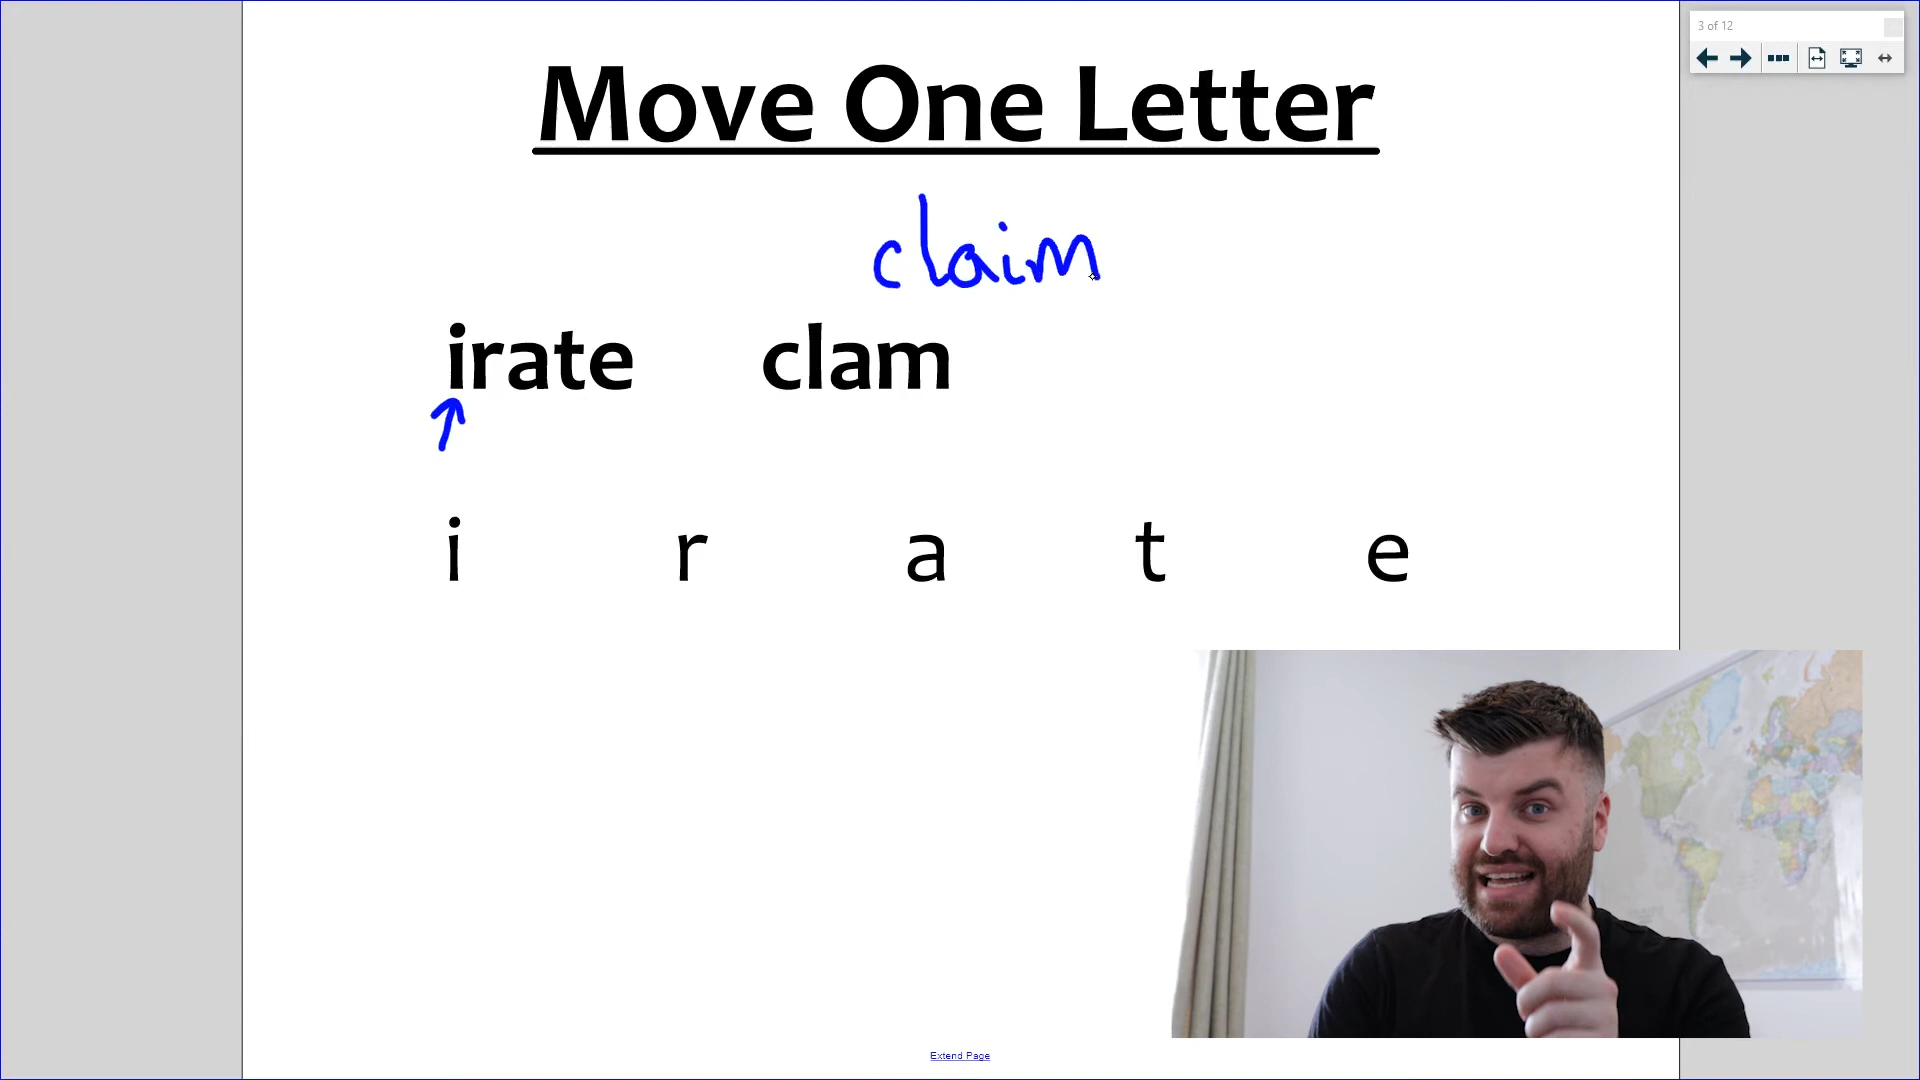 3 of 12
Move One Letter
claim
irate clam
i r a t e
Extend Page